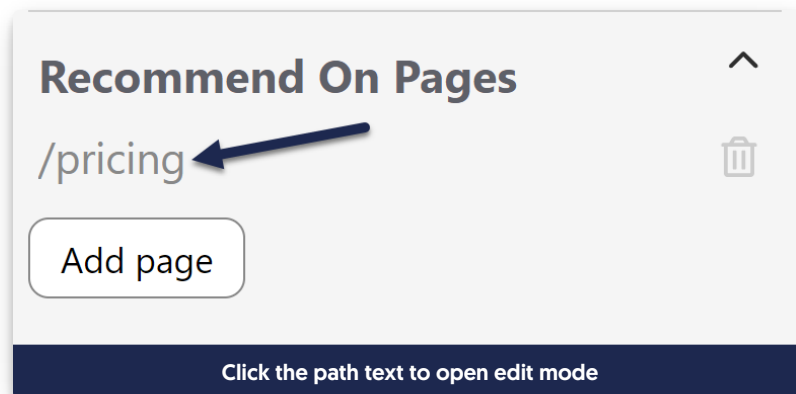 Recommend On Pages
/pricing
Add page
Click the path text to open edit mode